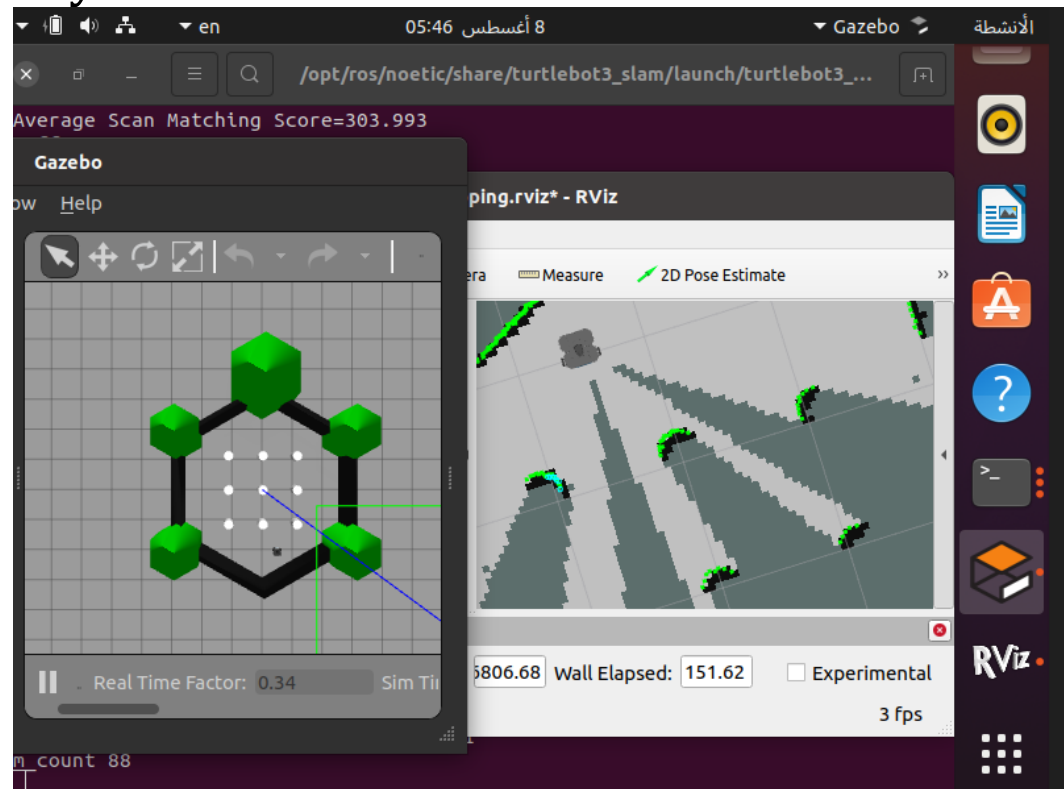 en
05:46 8 أغسطس
Gazebo
الأنشطة
/opt/ros/noetic/share/turtlebot3_slam/launch/turtlebot3_...
Average Scan Matching Score=303.993
Gazebo
ow Help
ping.rviz* - RViz
era Measure 2D Pose Estimate »
Real Time Factor: 0.34 Sim Ti
5806.68 Wall Elapsed: 151.62 Experimental
3 fps
m_count 88
RViz